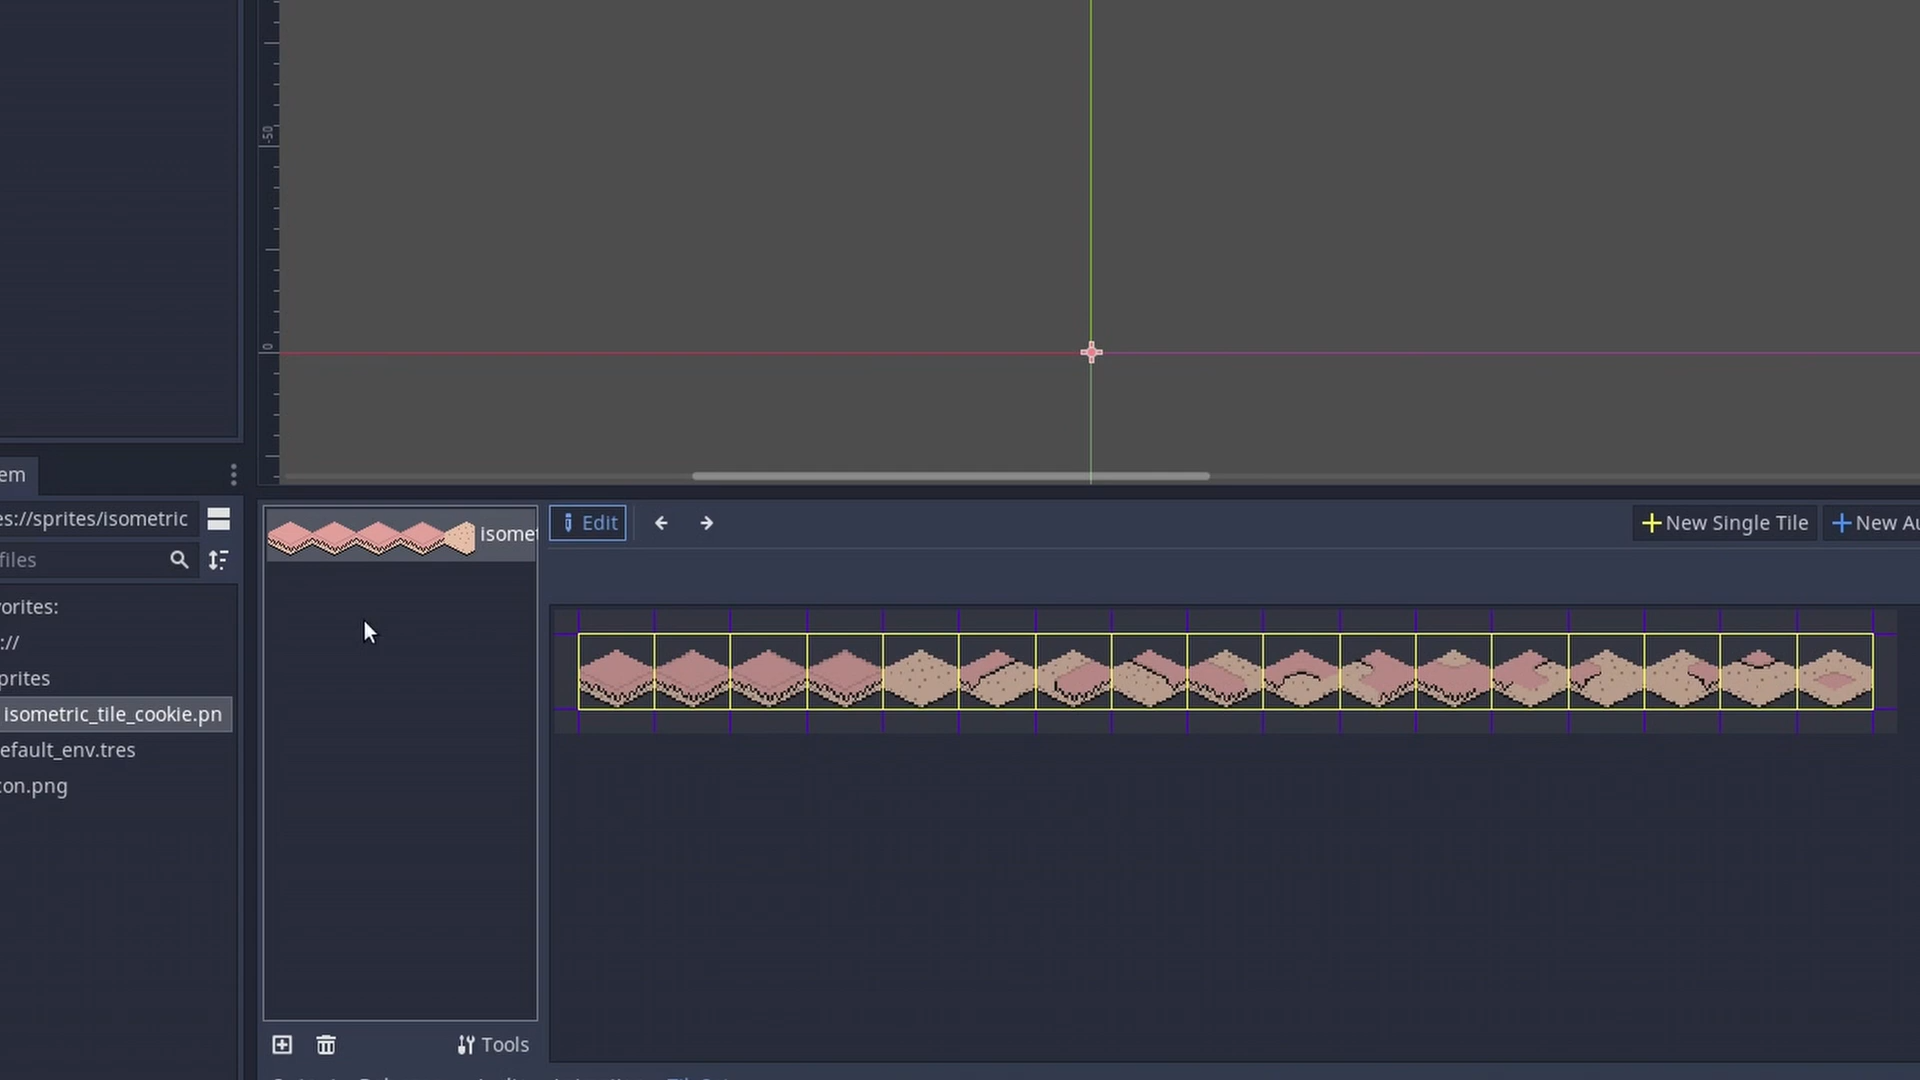 -50
0
em
es://sprites/isometric
files
orites:
://
prites
isometric_tile_cookie.pn
efault_env.tres
con.png
isomet
Edit
New Single Tile
New Au
Tools